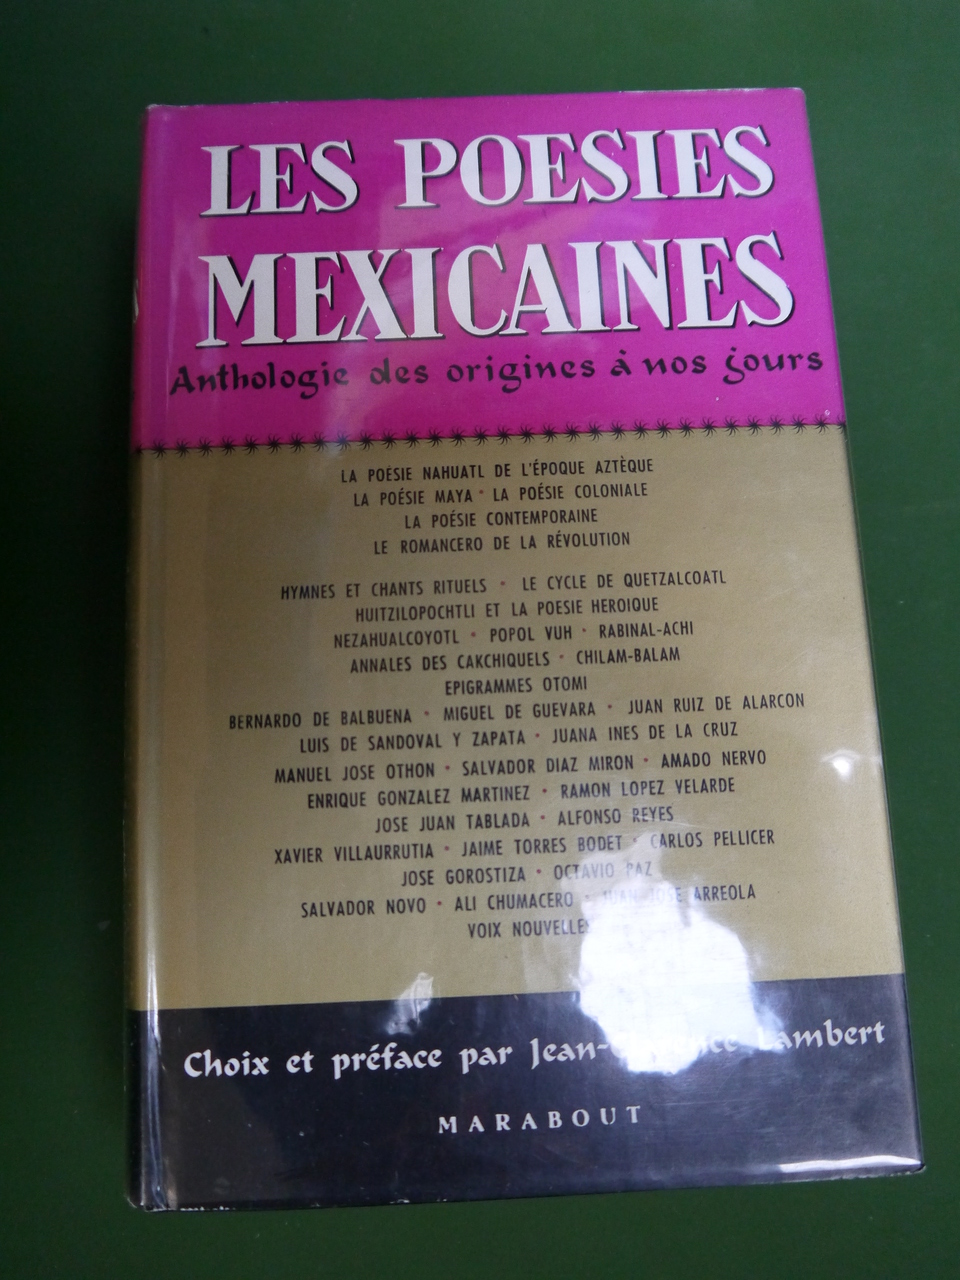 LES POESIES
MEXICAINES
Anthologie des origines à nos jours
LA POÉSIE NAHUATL DE L'ÉPOQUE AZTÈQUE
LA POÉSIE MAYA • LA POÉSIE COLONIALE
LA POÉSIE CONTEMPORAINE
LE ROMANCERO DE LA RÉVOLUTION
HYMNES ET CHANTS RITUELS • LE CYCLE DE QUETZALCOATL
HUITZILOPOCHTLI ET LA POESIE HEROIQUE
NEZAHUALCOYOTL • POPOL VUH • RABINAL-ACHI
ANNALES DES CAKCHIQUELS • CHILAM-BALAM
EPIGRAMMES OTOMI
BERNARDO DE BALBUENA • MIGUEL DE GUEVARA • JUAN RUIZ DE ALARCON
LUIS DE SANDOVAL Y ZAPATA • JUANA INES DE LA CRUZ
MANUEL JOSE OTHON • SALVADOR DIAZ MIRON • AMADO NERVO
ENRIQUE GONZALEZ MARTINEZ • RAMON LOPEZ VELARDE
JOSE JUAN TABLADA • ALFONSO REYES
XAVIER VILLAURRUTIA • JAIME TORRES BODET • CARLOS PELLICER
JOSE GOROSTIZA • OCTAVIO PAZ
SALVADOR NOVO • ALI CHUMACERO • JUAN JOSE ARREOLA
VOIX NOUVELLES
Choix et préface par Jean- Lambert
MARABOUT